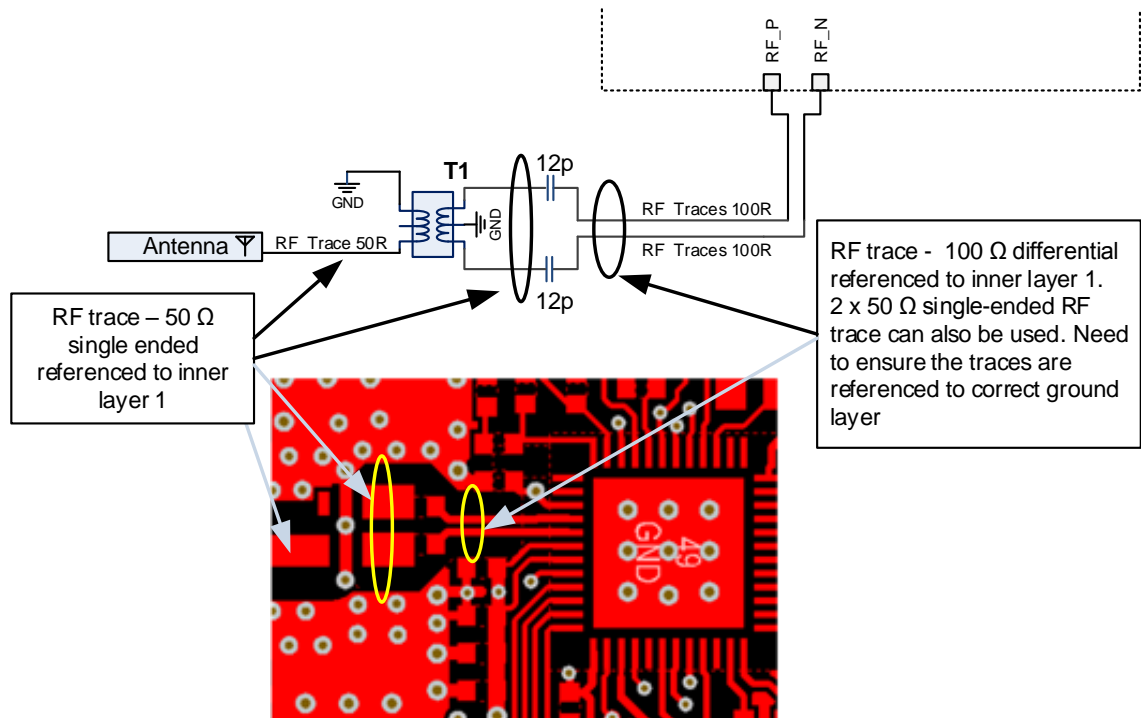 RF_P
RF_N
T1
12p
GND
GND
RF Traces 100R
Antenna
RF Trace 50R
RF Traces 100R
12p
RF trace – 50 Ω
single ended
referenced to inner
layer 1
RF trace - 100 Ω differential
referenced to inner layer 1.
2 x 50 Ω single-ended RF
trace can also be used. Need
to ensure the traces are
referenced to correct ground
layer
49
GND